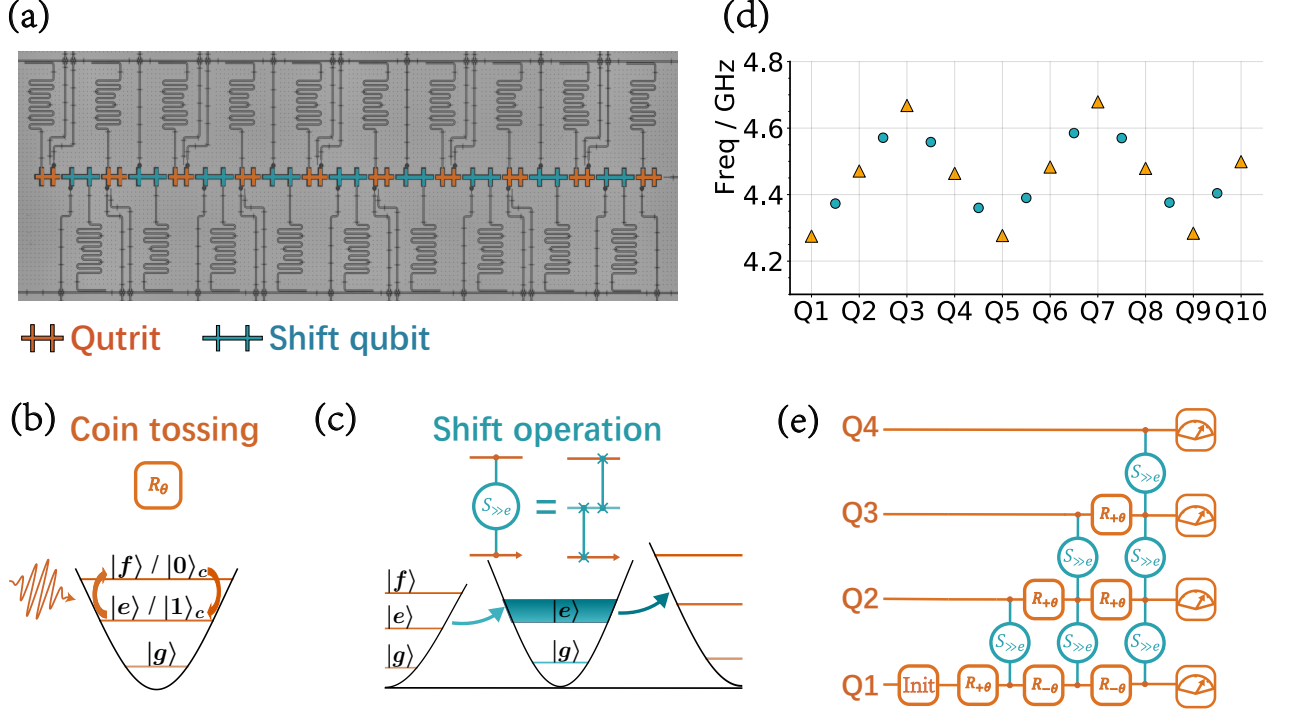 (a)
Qutrit
Shift qubit
(d)
Freq / GHz
4.8
4.6
4.4
4.2
Q1 Q2 Q3 Q4 Q5 Q6 Q7 Q8 Q9 Q10
(b)
Coin tossing
R_θ
|f⟩ / |0⟩_c
|e⟩ / |1⟩_c
|g⟩
(c)
Shift operation
S_≫e =
|f⟩
|e⟩
|g⟩
|e⟩
|g⟩
(e)
Q4
S_≫e
Q3 R_+θ
S_≫e S_≫e
Q2 R_+θ R_+θ
S_≫e S_≫e S_≫e
Q1 Init R_+θ R_−θ R_−θ